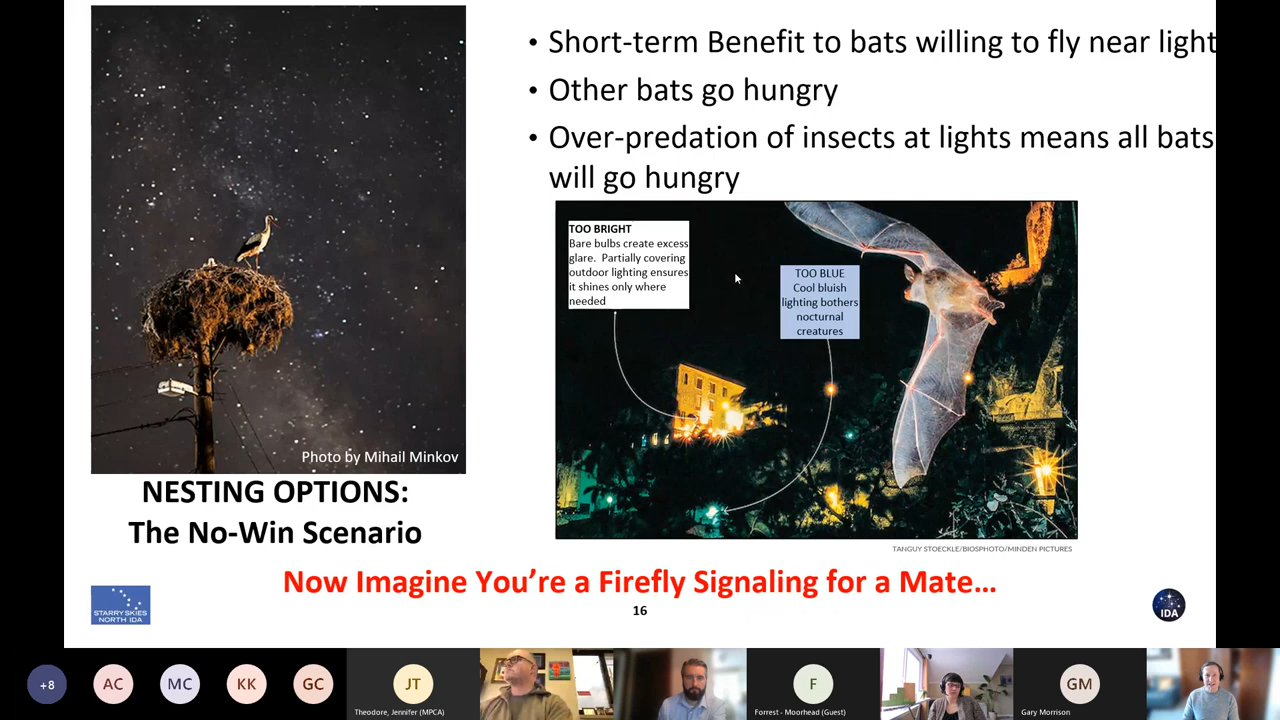 • Short-term Benefit to bats willing to fly near light
• Other bats go hungry
• Over-predation of insects at lights means all bats
will go hungry
TOO BRIGHT
Bare bulbs create excess
glare. Partially covering
outdoor lighting ensures
it shines only where
needed
TOO BLUE
Cool bluish
lighting bothers
nocturnal
creatures
Photo by Mihail Minkov
NESTING OPTIONS:
The No-Win Scenario
TANGUY STOECKLE/BIOSPHOTO/MINDEN PICTURES
Now Imagine You’re a Firefly Signaling for a Mate…
STARRY SKIES
NORTH IDA
16
IDA
+8
AC
MC
KK
GC
JT
Theodore, Jennifer (MPCA)
F
Forrest - Moorhead (Guest)
GM
Gary Morrison